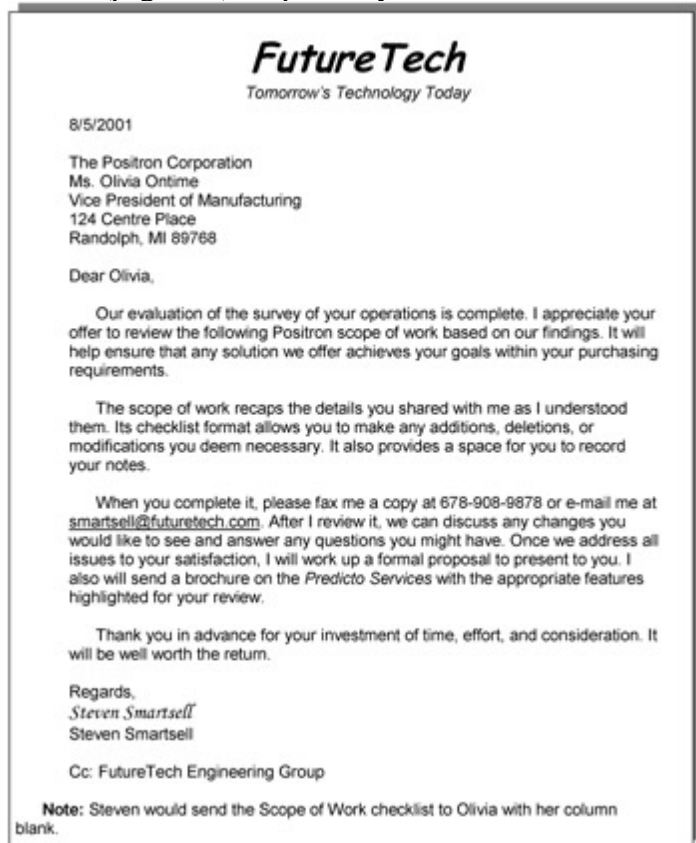 FutureTech
Tomorrow's Technology Today
8/5/2001
The Positron Corporation
Ms. Olivia Ontime
Vice President of Manufacturing
124 Centre Place
Randolph, MI 89768
Dear Olivia,
Our evaluation of the survey of your operations is complete. I appreciate your
offer to review the following Positron scope of work based on our findings. It will
help ensure that any solution we offer achieves your goals within your purchasing
requirements.
The scope of work recaps the details you shared with me as I understood
them. Its checklist format allows you to make any additions, deletions, or
modifications you deem necessary. It also provides a space for you to record
your notes.
When you complete it, please fax me a copy at 678-908-9878 or e-mail me at
smartsell@futuretech.com. After I review it, we can discuss any changes you
would like to see and answer any questions you might have. Once we address all
issues to your satisfaction, I will work up a formal proposal to present to you. I
also will send a brochure on the Predicto Services with the appropriate features
highlighted for your review.
Thank you in advance for your investment of time, effort, and consideration. It
will be well worth the return.
Regards,
Steven Smartsell
Steven Smartsell
Cc: FutureTech Engineering Group
Note: Steven would send the Scope of Work checklist to Olivia with her column
blank.